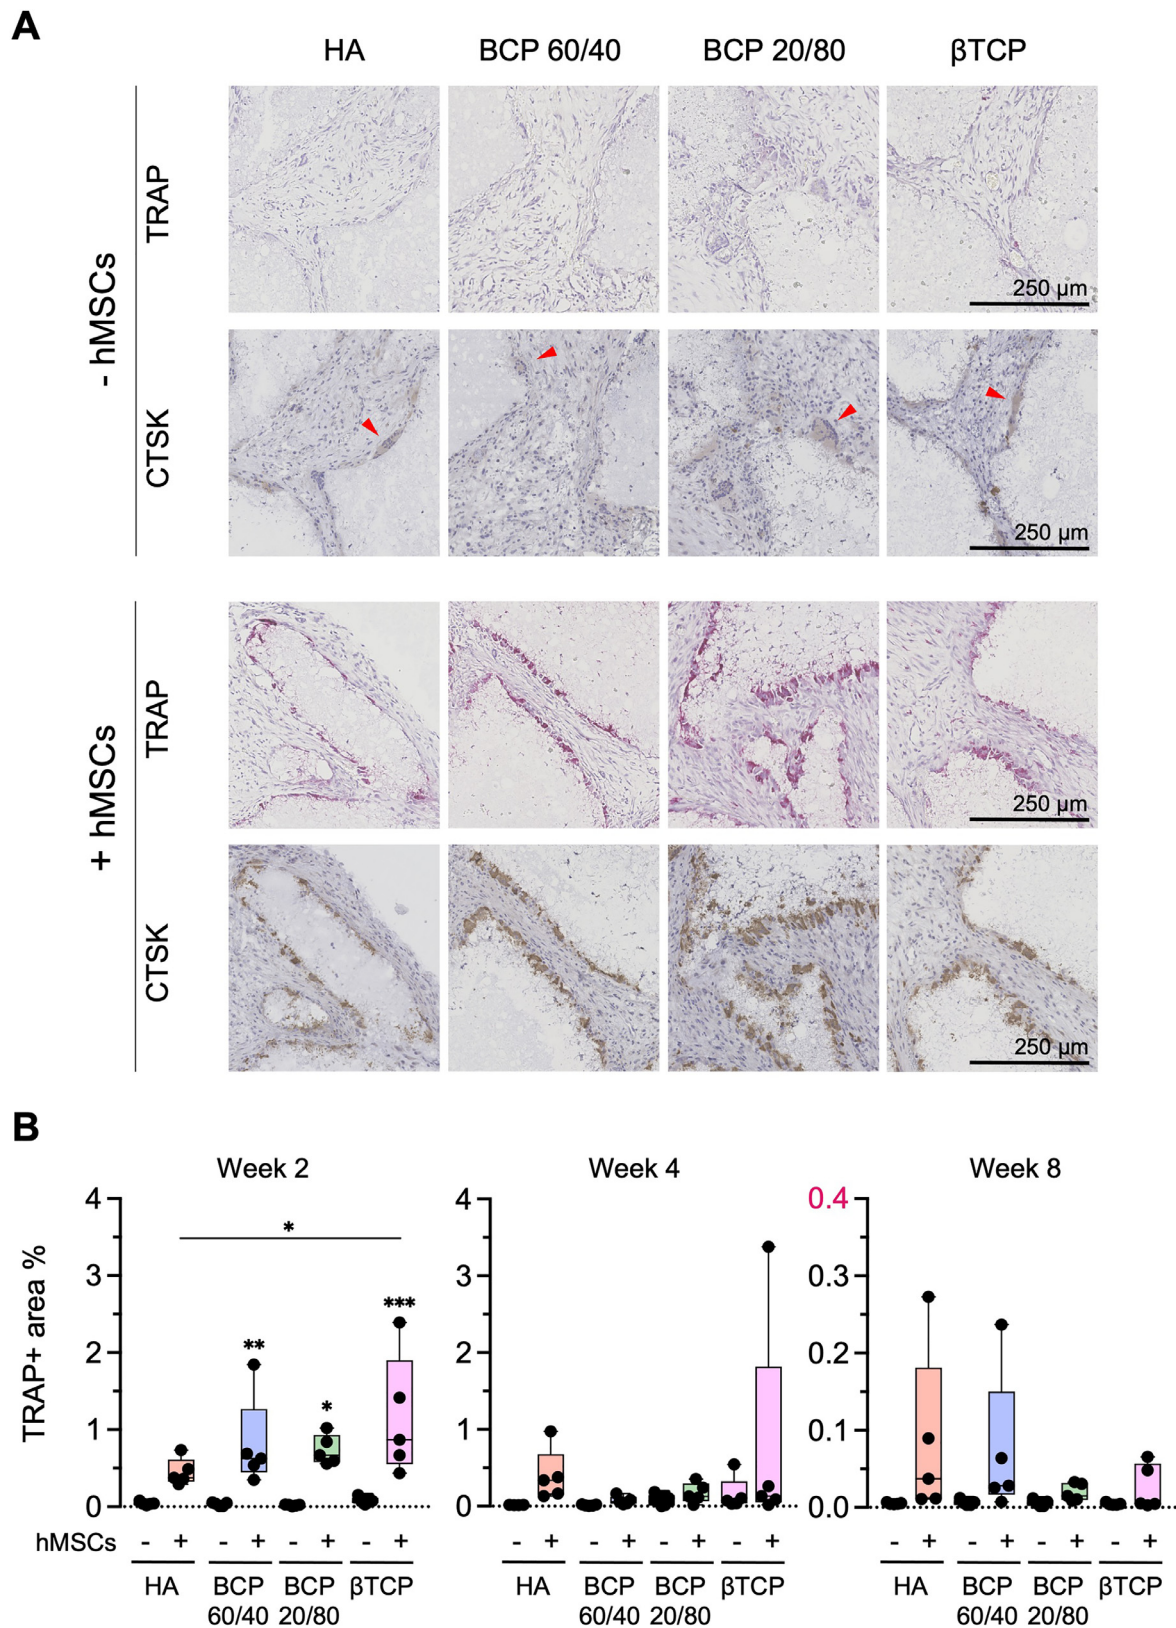 A
HA BCP 60/40 BCP 20/80 βTCP
- hMSCs
TRAP
250 µm
CTSK
250 µm
+ hMSCs
TRAP
250 µm
CTSK
250 µm
B
Week 2 Week 4 Week 8
TRAP+ area %
4 3 2 1 0
* ** * ***
4 3 2 1 0
0.4 0.3 0.2 0.1 0.0
hMSCs - + - + - + - + - + - + - + - + - + - + - + - +
HA BCP BCP βTCP HA BCP BCP βTCP HA BCP BCP βTCP
60/40 20/80 60/40 20/80 60/40 20/80